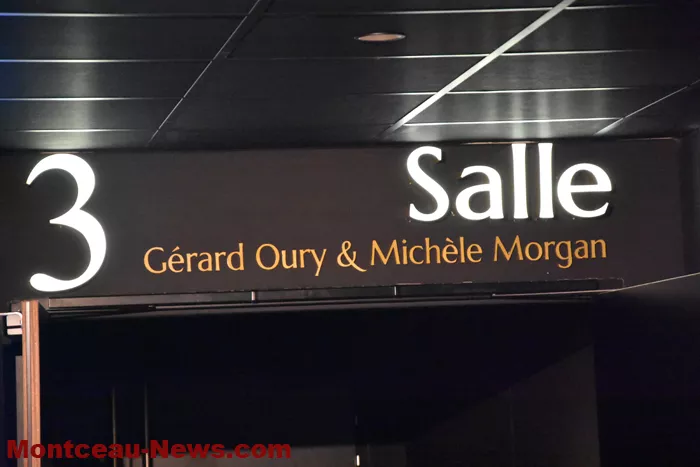 3 Salle
Gérard Oury & Michèle Morgan
Montceau-News.com